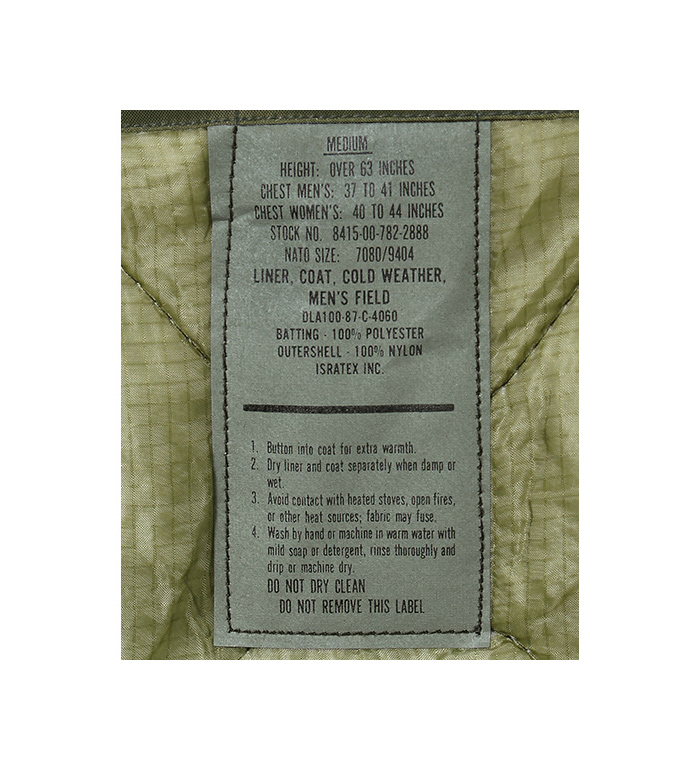 MEDIUM
HEIGHT: OVER 63 INCHES
CHEST MEN'S: 37 TO 41 INCHES
CHEST WOMEN'S: 40 TO 44 INCHES
STOCK NO. 8415-00-782-2888
NATO SIZE: 7080/9404
LINER, COAT, COLD WEATHER,
MEN'S FIELD
DLA100-87-C-4060
BATTING - 100% POLYESTER
OUTERSHELL - 100% NYLON
ISRATEX INC.
1. Button into coat for extra warmth.
2. Dry liner and coat separately when damp or
wet.
3. Avoid contact with heated stoves, open fires,
or other heat sources; fabric may fuse.
4. Wash by hand or machine in warm water with
mild soap or detergent, rinse thoroughly and
drip or machine dry.
DO NOT DRY CLEAN
DO NOT REMOVE THIS LABEL